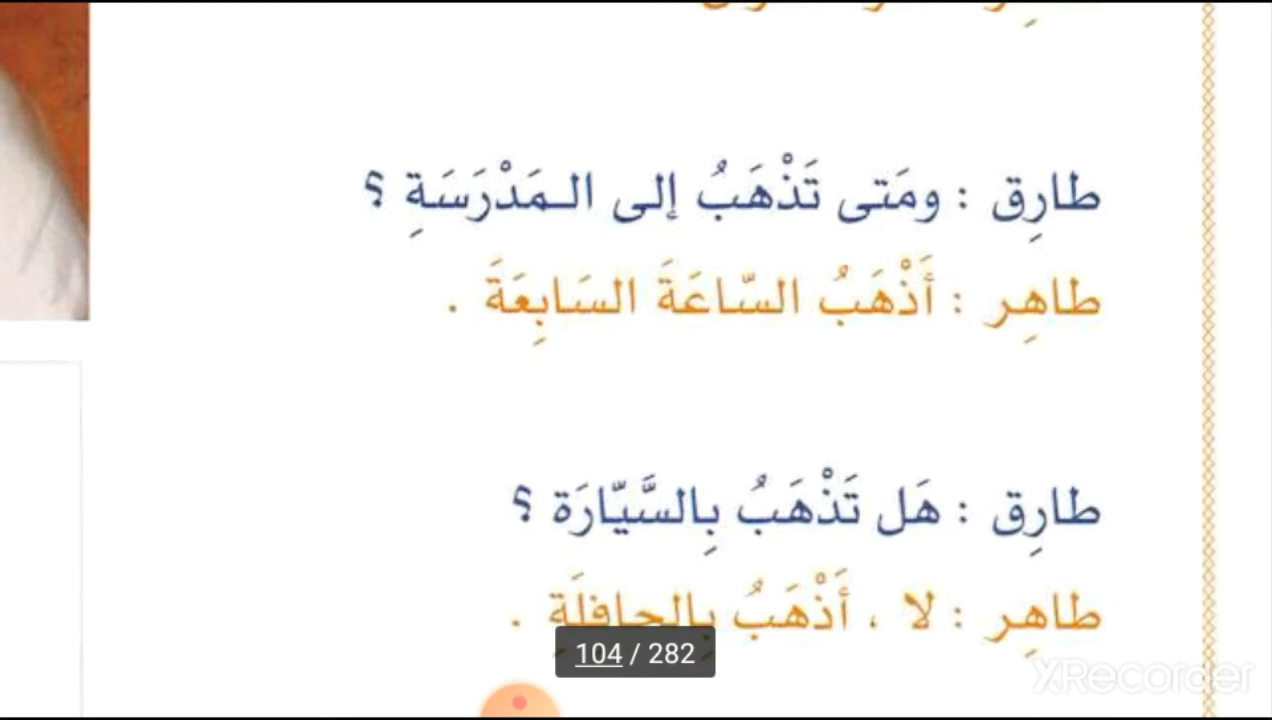 طارِق : ومَتى تَذْهَبُ إلى الـمَدْرَسَةِ ؟
طاهِر : أَذْهَبُ السّاعَةَ السَابِعَةَ .
طارِق : هَل تَذْهَبُ بِالسَّيّارَة ؟
طاهِر : لا ، أَذْهَبُ بِالحافِلَةِ .
104 / 282
XRecorder